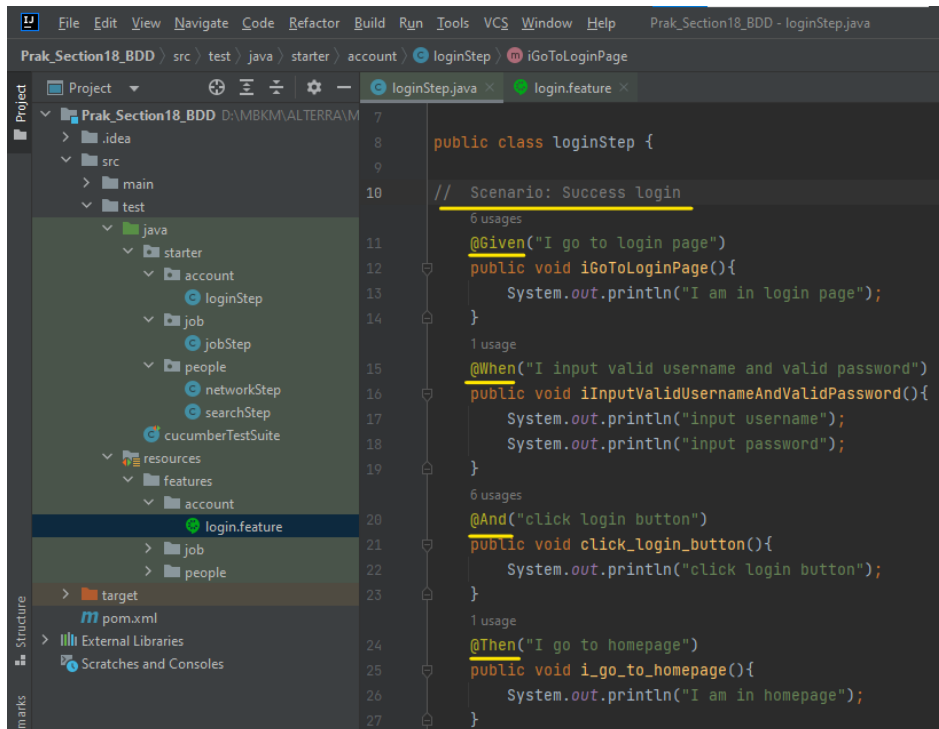 File Edit View Navigate Code Refactor Build Run Tools VCS Window Help Prak_Section18_BDD - loginStep.java
Prak_Section18_BDD src test java starter account loginStep iGoToLoginPage
Project
Project
Prak_Section18_BDD D:\MBKM\ALTERRA\M
.idea
src
main
test
java
starter
account
loginStep
job
jobStep
people
networkStep
searchStep
cucumberTestSuite
resources
features
account
login.feature
job
people
target
pom.xml
External Libraries
Scratches and Consoles
Structure
marks
loginStep.java login.feature
7
8 public class loginStep {
9
10 // Scenario: Success login
6 usages
11 @Given("I go to login page")
12 public void iGoToLoginPage(){
13 System.out.println("I am in login page");
14 }
1 usage
15 @When("I input valid username and valid password")
16 public void iInputValidUsernameAndValidPassword(){
17 System.out.println("input username");
18 System.out.println("input password");
19 }
6 usages
20 @And("click login button")
21 public void click_login_button(){
22 System.out.println("click login button");
23 }
1 usage
24 @Then("I go to homepage")
25 public void i_go_to_homepage(){
26 System.out.println("I am in homepage");
27 }